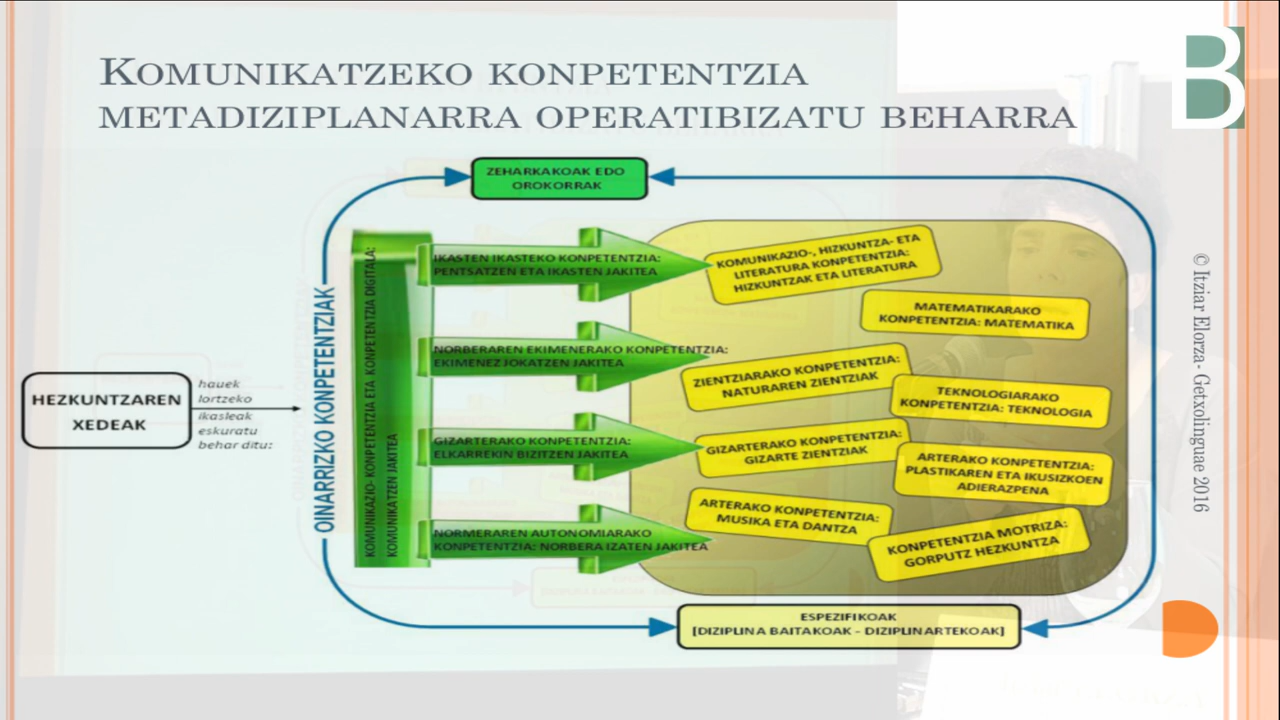 KOMUNIKATZEKO KONPETENTZIA
METADIZIPLANARRA OPERATIBIZATU BEHARRA
B
ZEHARKAKOAK EDO
OROKORRAK
HEZKUNTZAREN
XEDEAK
hauek
lortzeko
ikasleak
eskuratu
behar ditu:
OINARRIZKO KONPETENTZIAK
KOMUNIKAZIO- KONPETENTZIA ETA KONPETENTZIA DIGITALA:
KOMUNIKATZEN JAKITEA
IKASTEN IKASTEKO KONPETENTZIA:
PENTSATZEN ETA IKASTEN JAKITEA
NORBERAREN EKIMENERAKO KONPETENTZIA:
EKIMENEZ JOKATZEN JAKITEA
GIZARTERAKO KONPETENTZIA:
ELKARREKIN BIZITZEN JAKITEA
NORMERAREN AUTONOMIARAKO
KONPETENTZIA: NORBERA IZATEN JAKITEA
KOMUNIKAZIO-, HIZKUNTZA- ETA
LITERATURA KONPETENTZIA:
HIZKUNTZAK ETA LITERATURA
MATEMATIKARAKO
KONPETENTZIA: MATEMATIKA
ZIENTZIARAKO KONPETENTZIA:
NATURAREN ZIENTZIAK
TEKNOLOGIARAKO
KONPETENTZIA: TEKNOLOGIA
GIZARTERAKO KONPETENTZIA:
GIZARTE ZIENTZIAK
ARTERAKO KONPETENTZIA:
PLASTIKAREN ETA IKUSIZKOEN
ADIERAZPENA
ARTERAKO KONPETENTZIA:
MUSIKA ETA DANTZA
KONPETENTZIA MOTRIZA:
GORPUTZ HEZKUNTZA
ESPEZIFIKOAK
[DIZIPLINA BAITAKOAK - DIZIPLINARTEKOAK]
© Itziar Elorza- Getxolinguae 2016